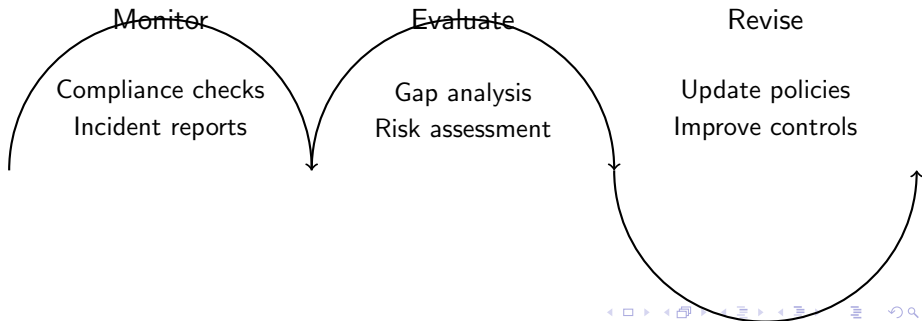 Monitor
Evaluate
Revise
Compliance checks
Incident reports
Gap analysis
Risk assessment
Update policies
Improve controls